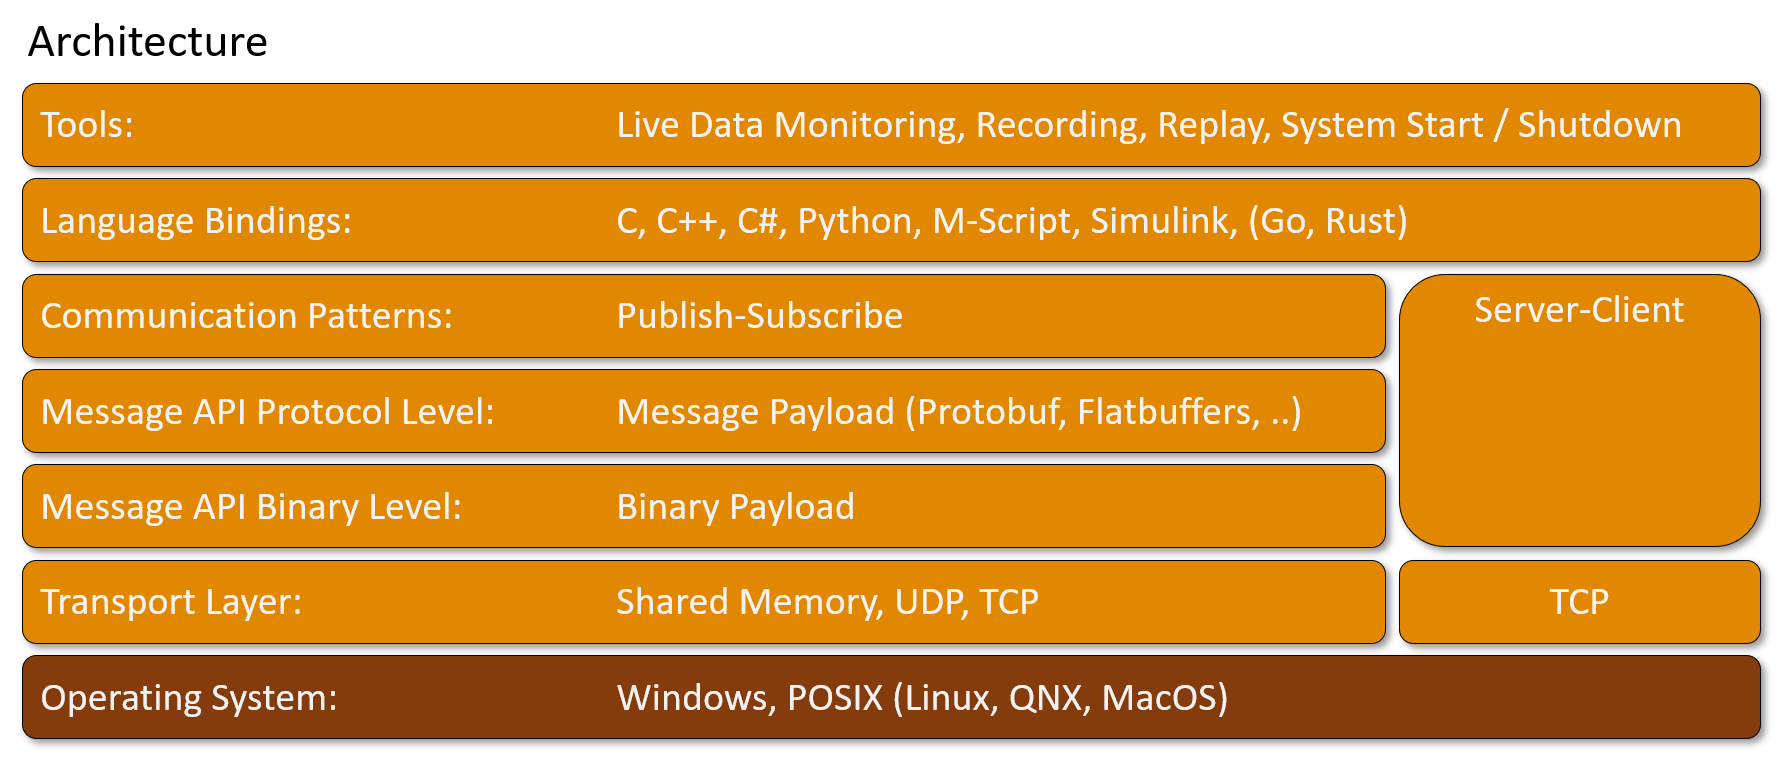 Architecture
Tools: Live Data Monitoring, Recording, Replay, System Start / Shutdown
Language Bindings: C, C++, C#, Python, M-Script, Simulink, (Go, Rust)
Communication Patterns: Publish-Subscribe
Server-Client
Message API Protocol Level: Message Payload (Protobuf, Flatbuffers, ..)
Message API Binary Level: Binary Payload
Transport Layer: Shared Memory, UDP, TCP
TCP
Operating System: Windows, POSIX (Linux, QNX, MacOS)